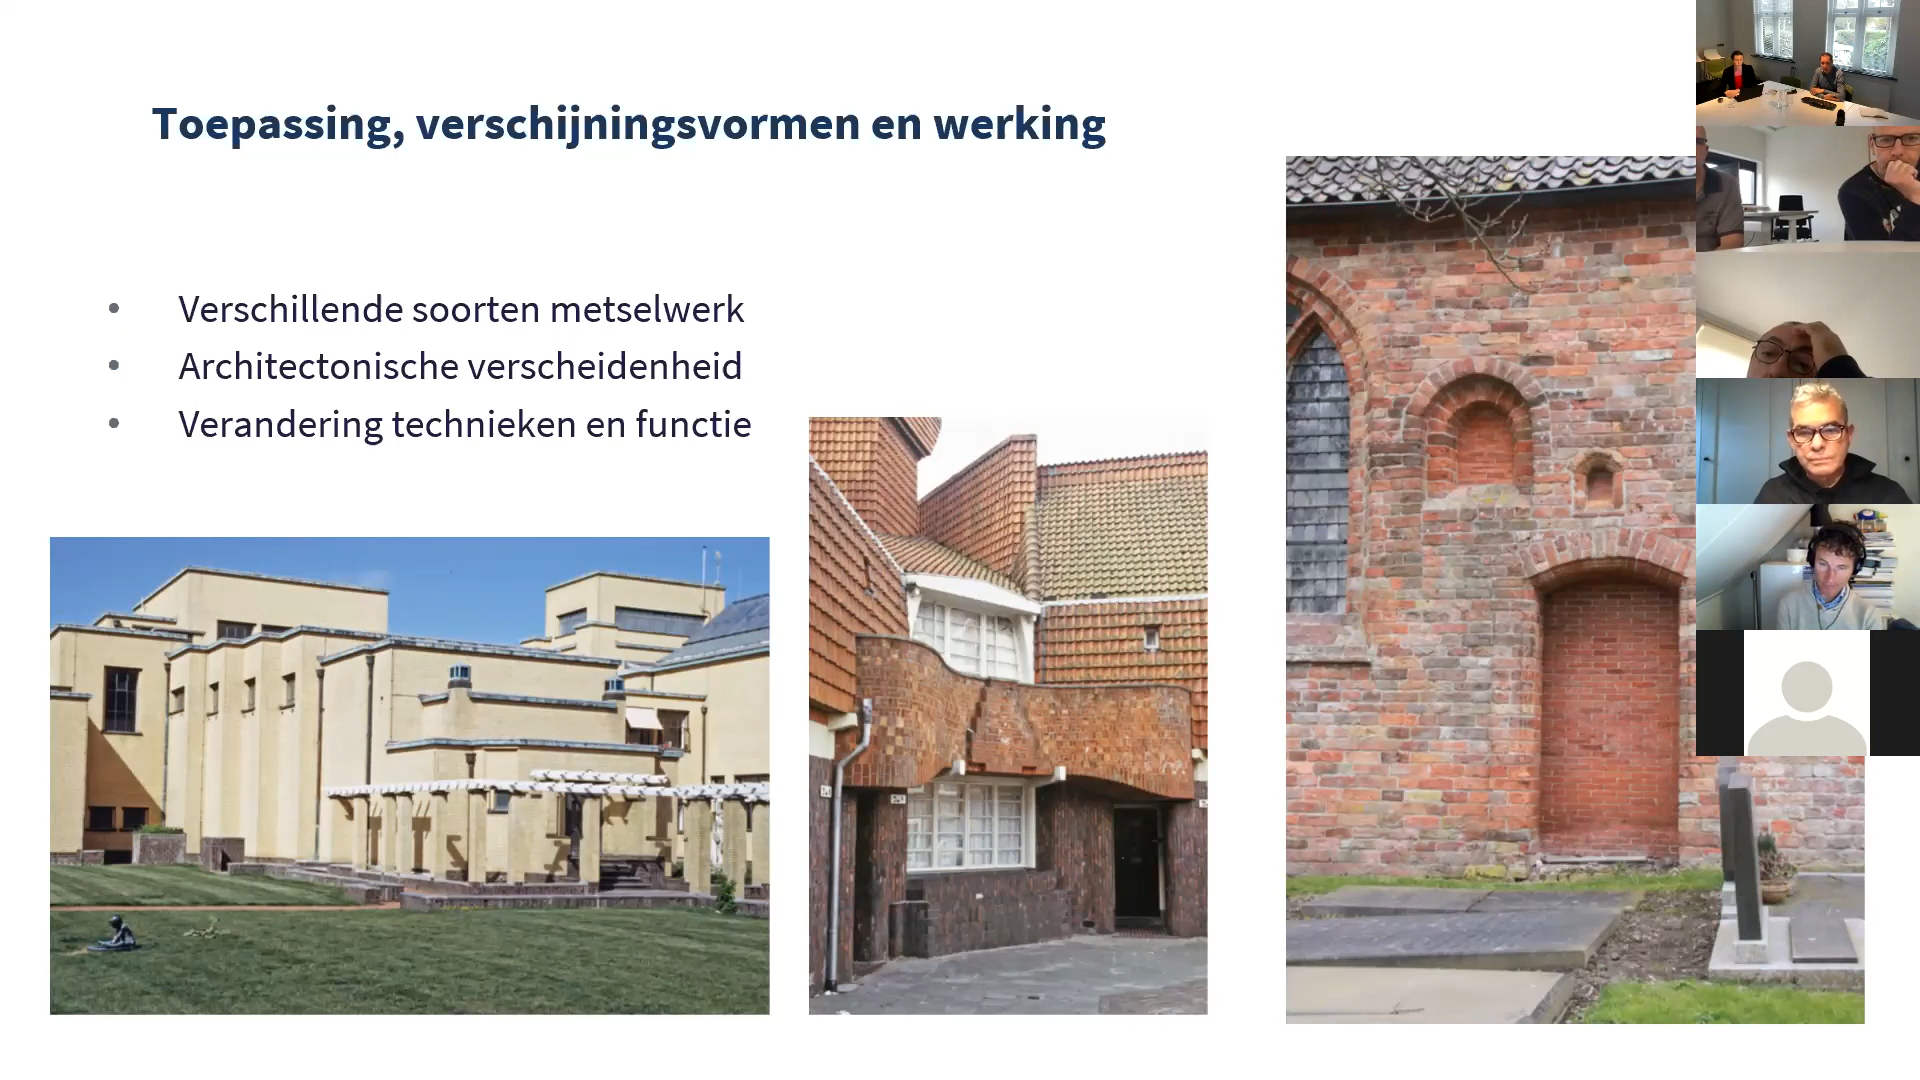 Toepassing, verschijningsvormen en werking
• Verschillende soorten metselwerk
• Architectonische verscheidenheid
• Verandering technieken en functie